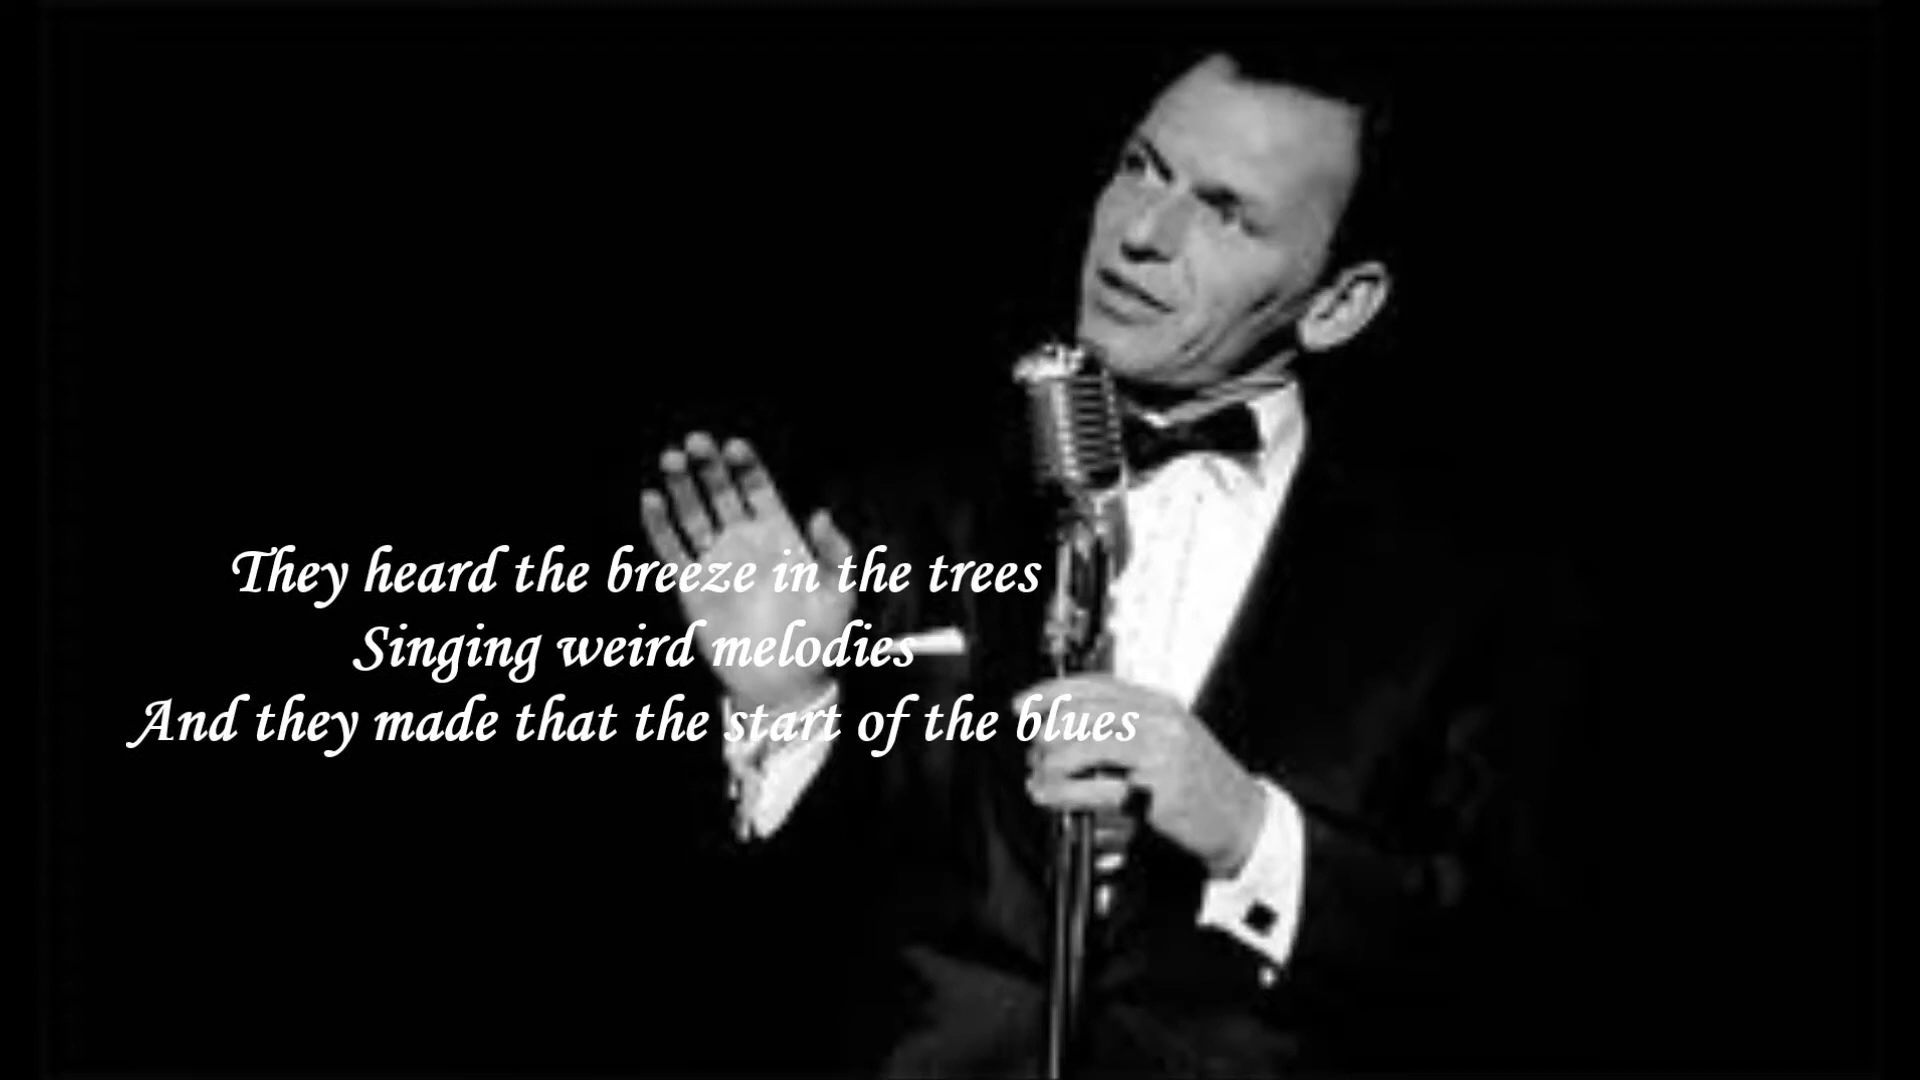 They heard the breeze in the trees
Singing weird melodies
And they made that the start of the blues